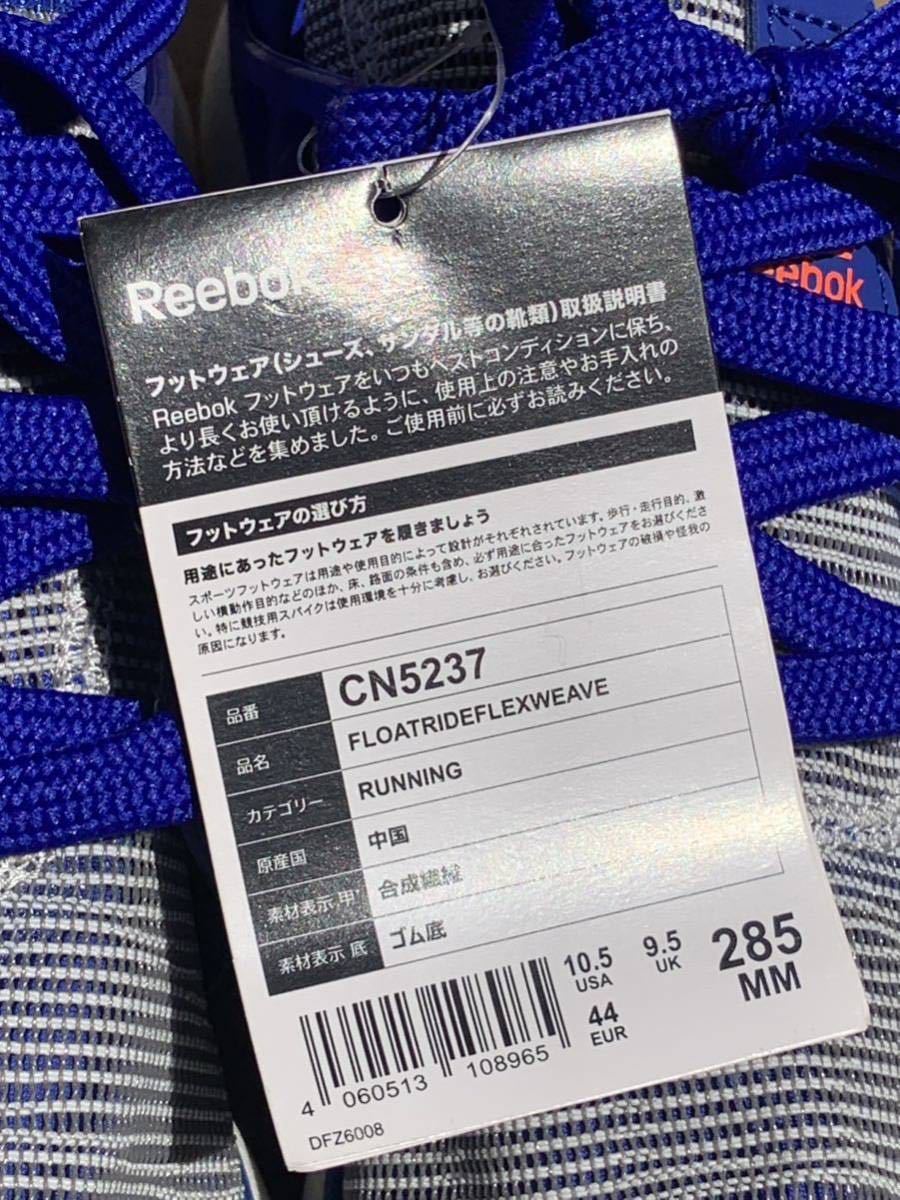 Reebok
フットウェア(シューズ、サンダル等の靴類)取扱説明書
Reebok フットウェアをいつもベストコンディションに保ち、
より長くお使い頂けるように、使用上の注意やお手入れの
方法などを集めました。ご使用前に必ずお読みください。
フットウェアの選び方
用途にあったフットウェアを履きましょう
スポーツフットウェアは用途や使用目的によって設計がそれぞれされています。歩行・走行目的、激
しい横動作目的などのほか、床、路面の条件も含め、必ず用途に合ったフットウェアをお選びくださ
い。特に競技用スパイクは使用環境を十分に考慮し、お選びください。フットウェアの破損や怪我の
原因になります。
品番 CN5237
品名 FLOATRIDEFLEXWEAVE
カテゴリー RUNNING
原産国 中国
素材表示 甲 合成繊維
素材表示 底 ゴム底
10.5 USA
9.5 UK
285 MM
44 EUR
4 060513 108965
DFZ6008
eebok